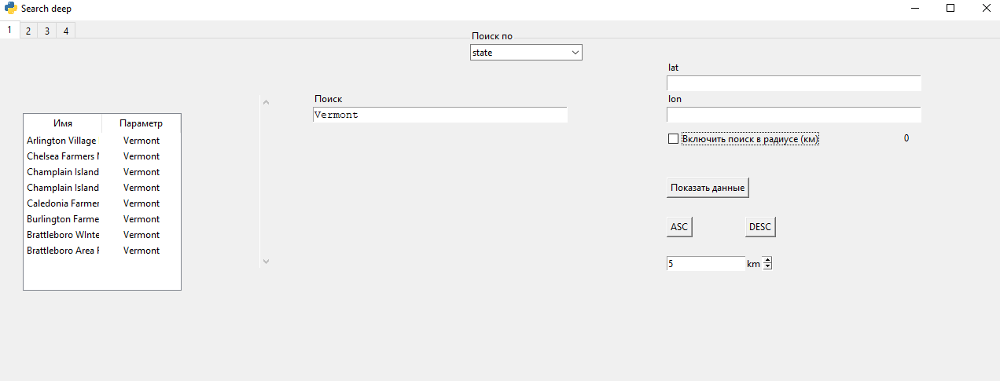 Search deep
1 2 3 4
Поиск по
state
lat
lon
Поиск
Vermont
Включить поиск в радиусе (км) 0
Имя Параметр
Arlington Village Vermont
Chelsea Farmers M Vermont
Champlain Island Vermont
Champlain Island Vermont
Caledonia Farmer Vermont
Burlington Farme Vermont
Brattleboro WInte Vermont
Brattleboro Area F Vermont
Показать данные
ASC DESC
5 km